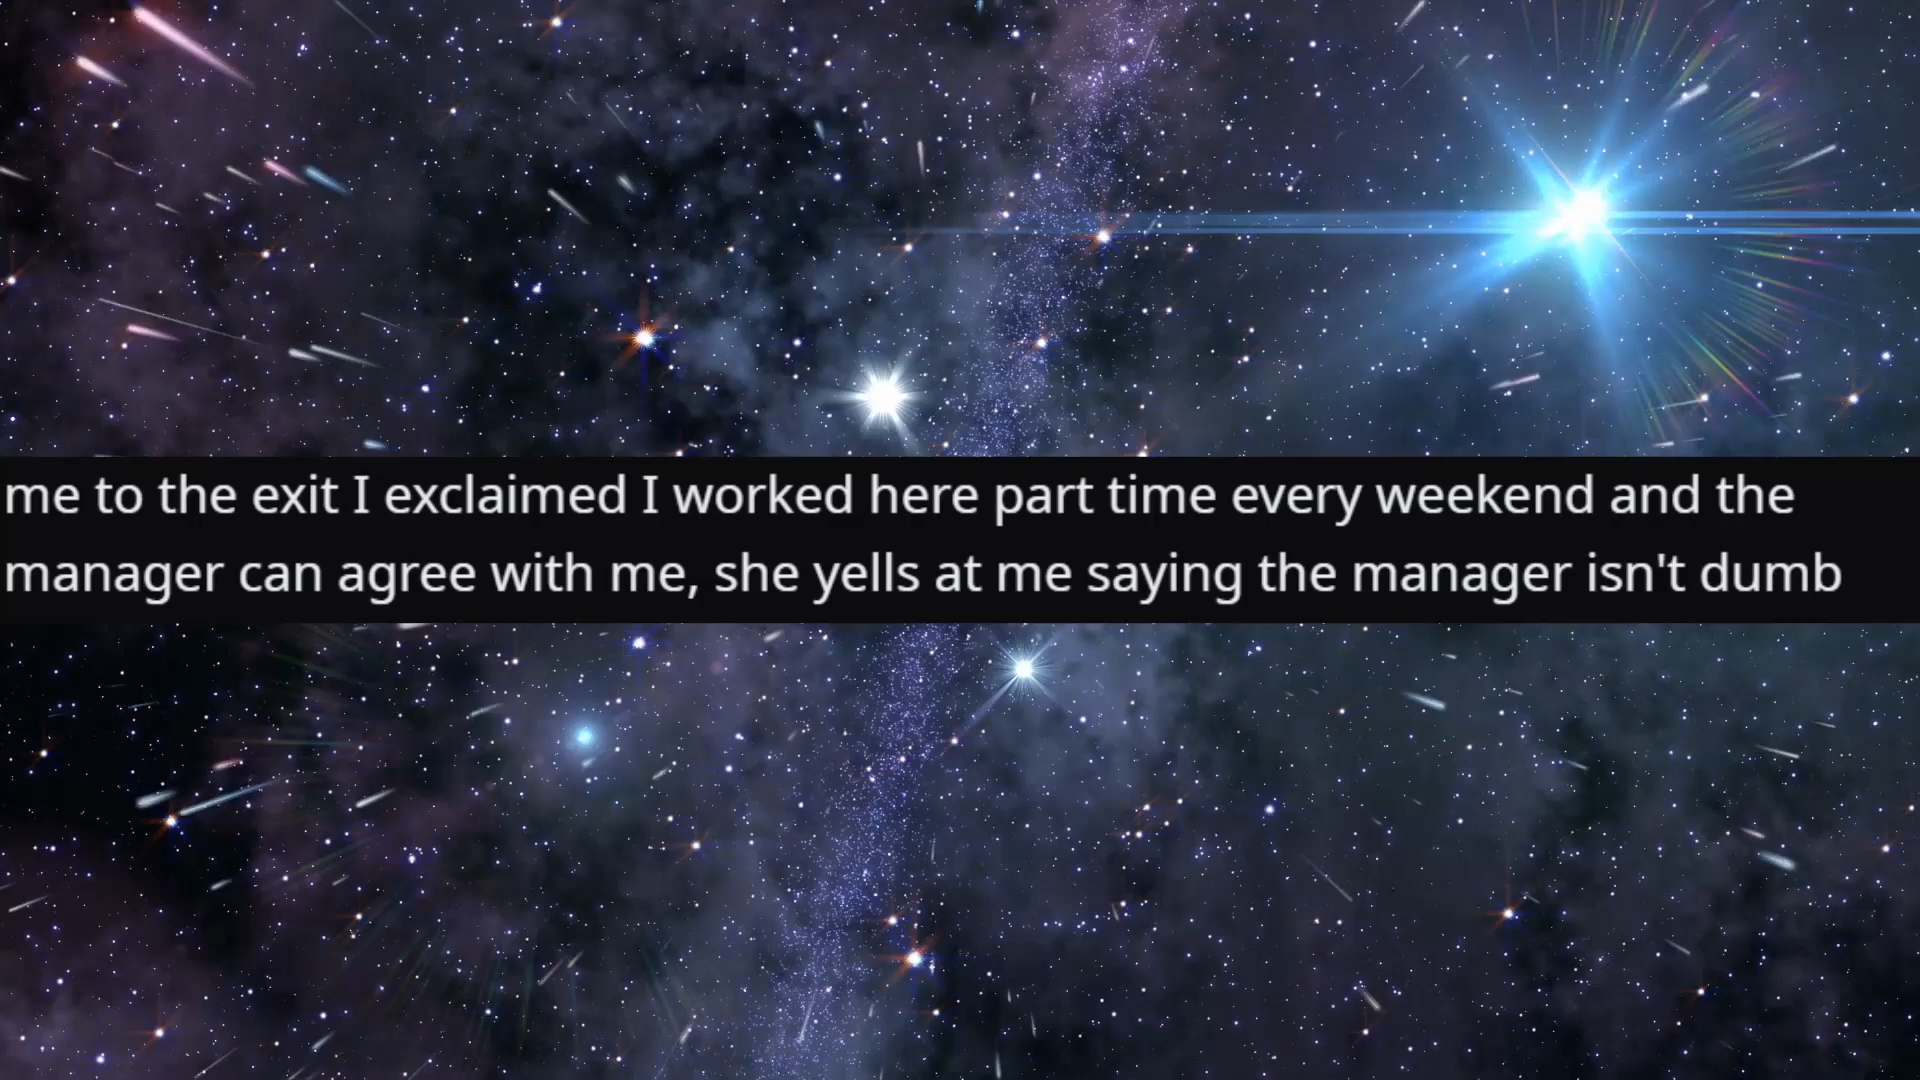 me to the exit I exclaimed I worked here part time every weekend and the
manager can agree with me, she yells at me saying the manager isn't dumb